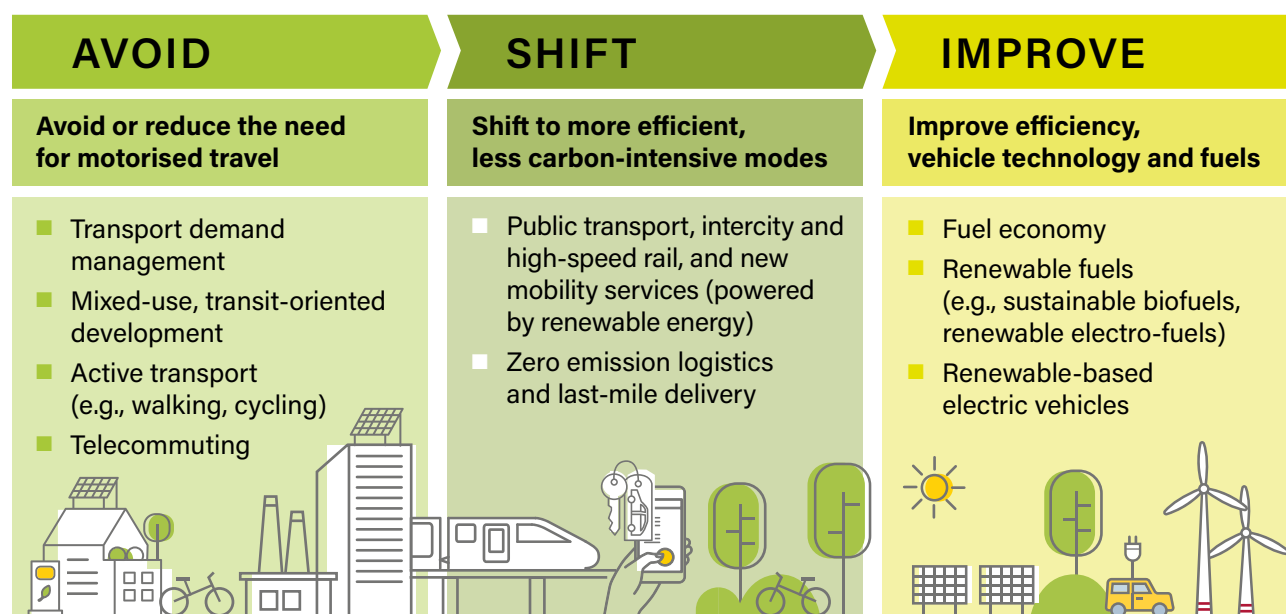 AVOID
Avoid or reduce the need
for motorised travel
Transport demand
management
Mixed-use, transit-oriented
development
Active transport
(e.g., walking, cycling)
Telecommuting
SHIFT
Shift to more efficient,
less carbon-intensive modes
Public transport, intercity and
high-speed rail, and new
mobility services (powered
by renewable energy)
Zero emission logistics
and last-mile delivery
IMPROVE
Improve efficiency,
vehicle technology and fuels
Fuel economy
Renewable fuels
(e.g., sustainable biofuels,
renewable electro-fuels)
Renewable-based
electric vehicles